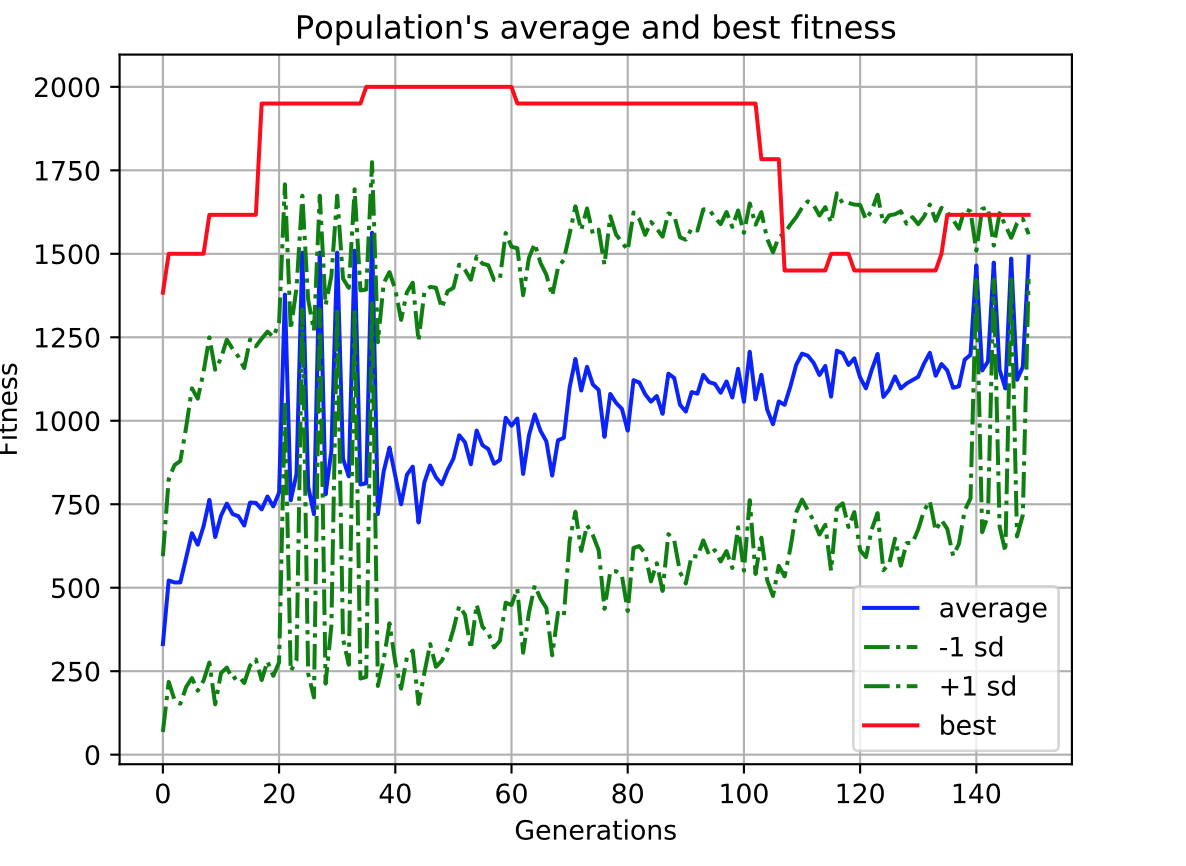 Population's average and best fitness
Fitness
2000
1750
1500
1250
1000
750
500
250
0
average
-1 sd
+1 sd
best
0 20 40 60 80 100 120 140
Generations